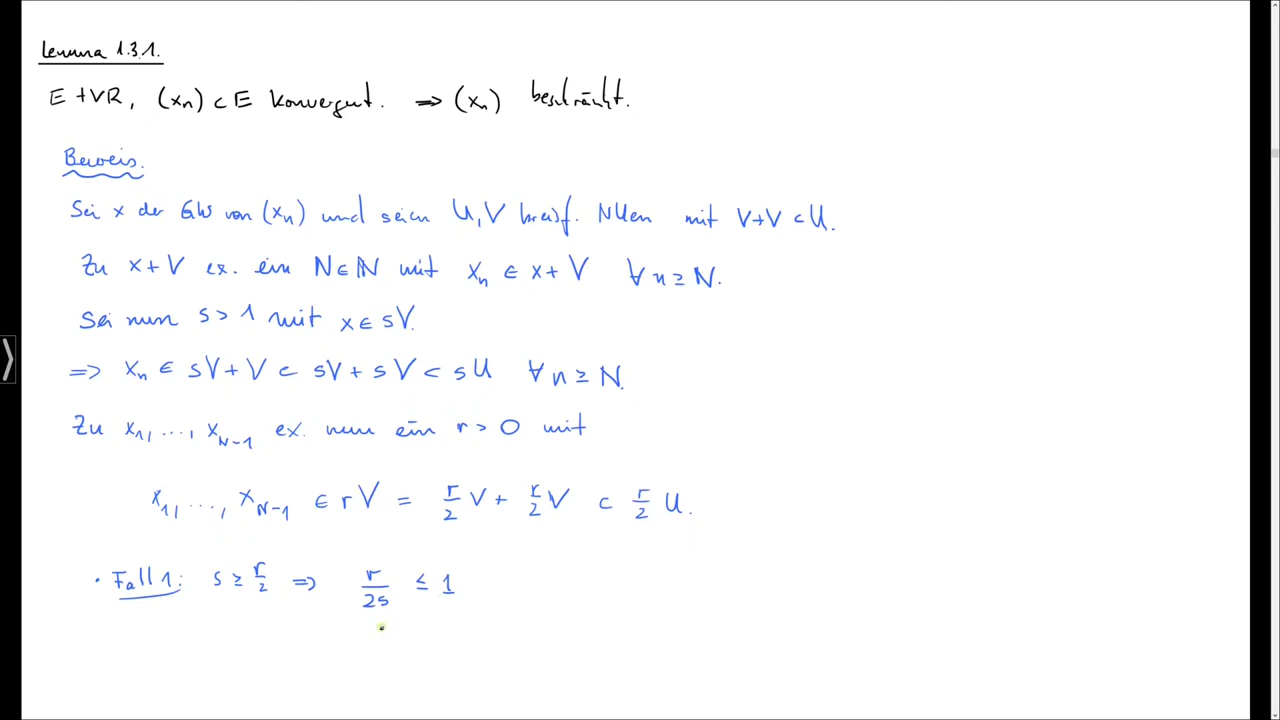 Lemma 1.3.1.
E tVR, (xₙ) ⊂ E konvergent. ⇒ (xₙ) beschränkt.
Beweis.
Sei x der GW von (xₙ) und seien U, V kreisf. NUen mit V+V ⊂ U.
Zu x+V ex. ein N∈ℕ mit xₙ ∈ x+V ∀n≥N.
Sei nun s>1 mit x∈sV.
⇒ xₙ ∈ sV+V ⊂ sV+sV ⊂ sU ∀n≥N.
Zu x₁, ..., x_{N-1} ex. nun ein r>0 mit
x₁, ..., x_{N-1} ∈ rV = r/2 V + r/2 V ⊂ r/2 U.
• Fall 1: s ≥ r/2 ⇒ r/2s ≤ 1